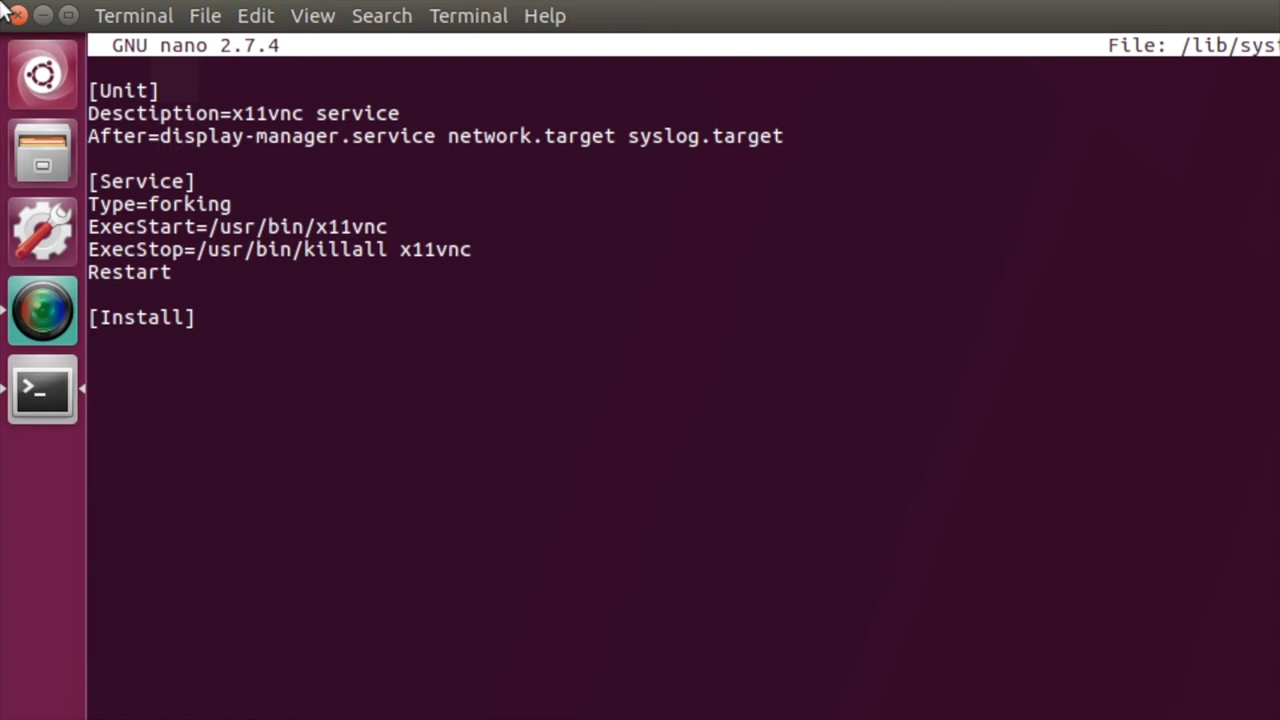 Terminal File Edit View Search Terminal Help
GNU nano 2.7.4 File: /lib/syst
[Unit]
Desctiption=x11vnc service
After=display-manager.service network.target syslog.target
[Service]
Type=forking
ExecStart=/usr/bin/x11vnc
ExecStop=/usr/bin/killall x11vnc
Restart
[Install]
>_